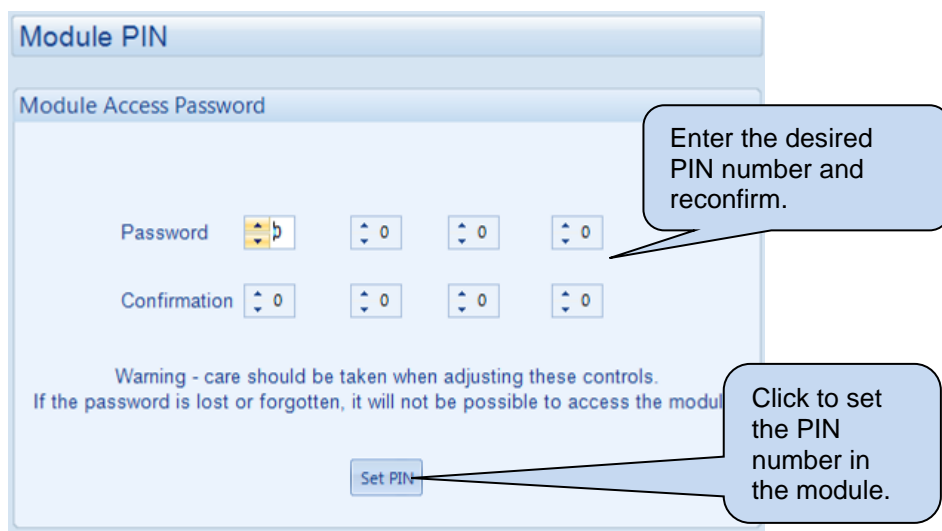 Module PIN
Module Access Password
Enter the desired
PIN number and
reconfirm.
Password 0 0 0 0
Confirmation 0 0 0 0
Warning - care should be taken when adjusting these controls.
If the password is lost or forgotten, it will not be possible to access the modul
Click to set
the PIN
number in
the module.
Set PIN